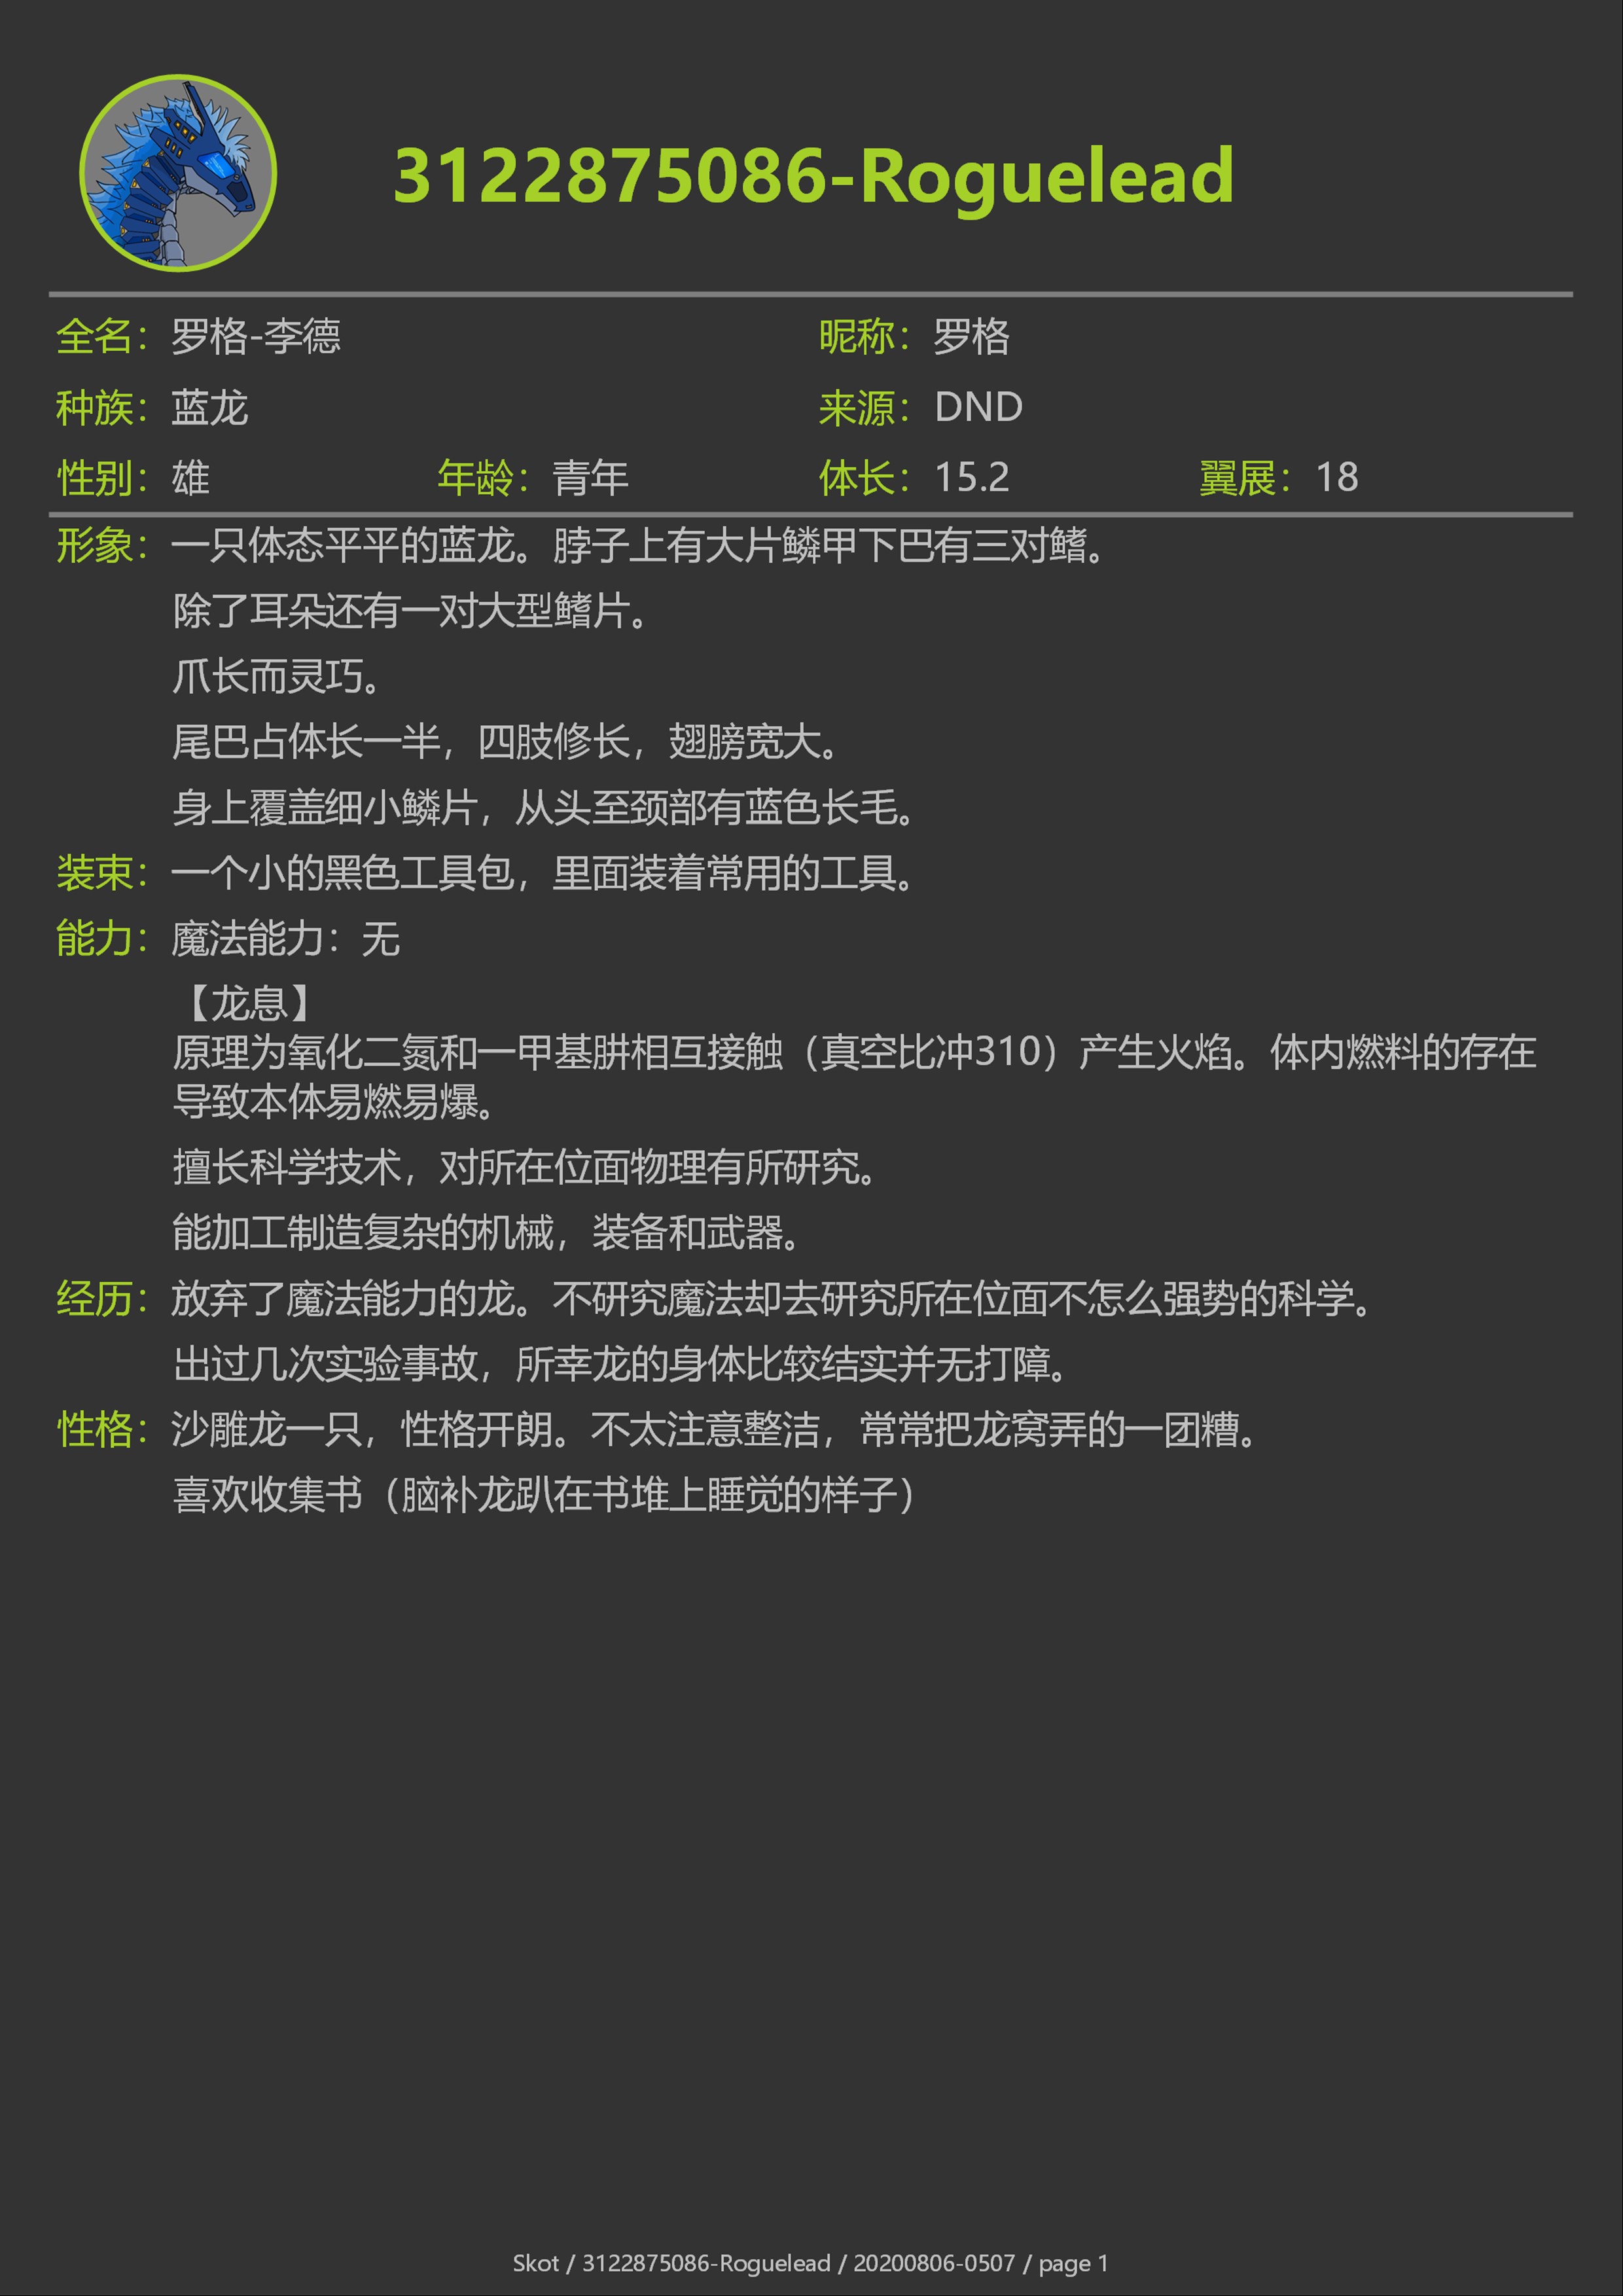 3122875086-Roguelead
全名：罗格-李德 昵称：罗格
种族：蓝龙 来源：DND
性别：雄 年龄：青年 体长：15.2 翼展：18
形象：一只体态平平的蓝龙。脖子上有大片鳞甲下巴有三对鳍。
除了耳朵还有一对大型鳍片。
爪长而灵巧。
尾巴占体长一半，四肢修长，翅膀宽大。
身上覆盖细小鳞片，从头至颈部有蓝色长毛。
装束：一个小的黑色工具包，里面装着常用的工具。
能力：魔法能力：无
【龙息】
原理为氧化二氮和一甲基肼相互接触（真空比冲310）产生火焰。体内燃料的存在
导致本体易燃易爆。
擅长科学技术，对所在位面物理有所研究。
能加工制造复杂的机械，装备和武器。
经历：放弃了魔法能力的龙。不研究魔法却去研究所在位面不怎么强势的科学。
出过几次实验事故，所幸龙的身体比较结实并无打障。
性格：沙雕龙一只，性格开朗。不太注意整洁，常常把龙窝弄的一团糟。
喜欢收集书（脑补龙趴在书堆上睡觉的样子）
Skot / 3122875086-Roguelead / 20200806-0507 / page 1